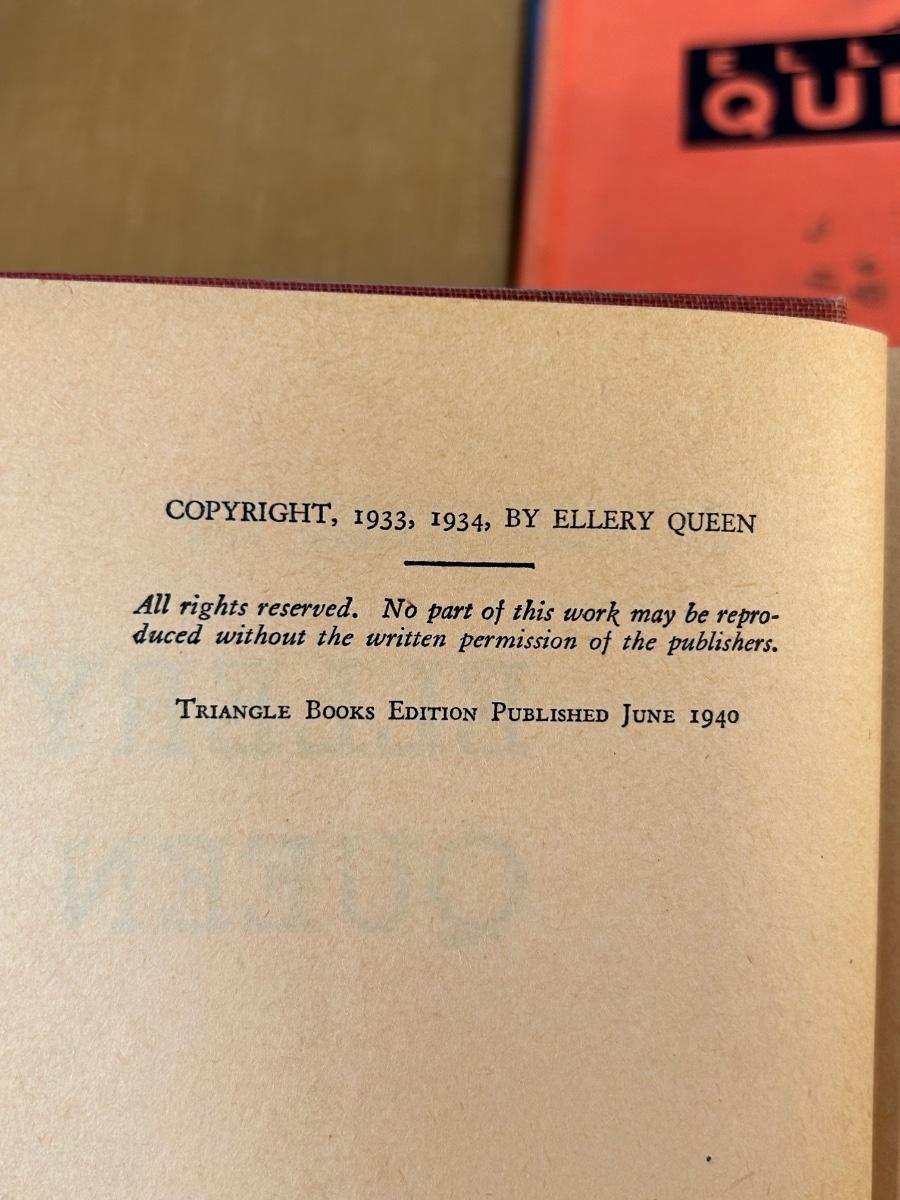 COPYRIGHT, 1933, 1934, BY ELLERY QUEEN
All rights reserved. No part of this work may be repro-
duced without the written permission of the publishers.
TRIANGLE BOOKS EDITION PUBLISHED JUNE 1940
QUEEN